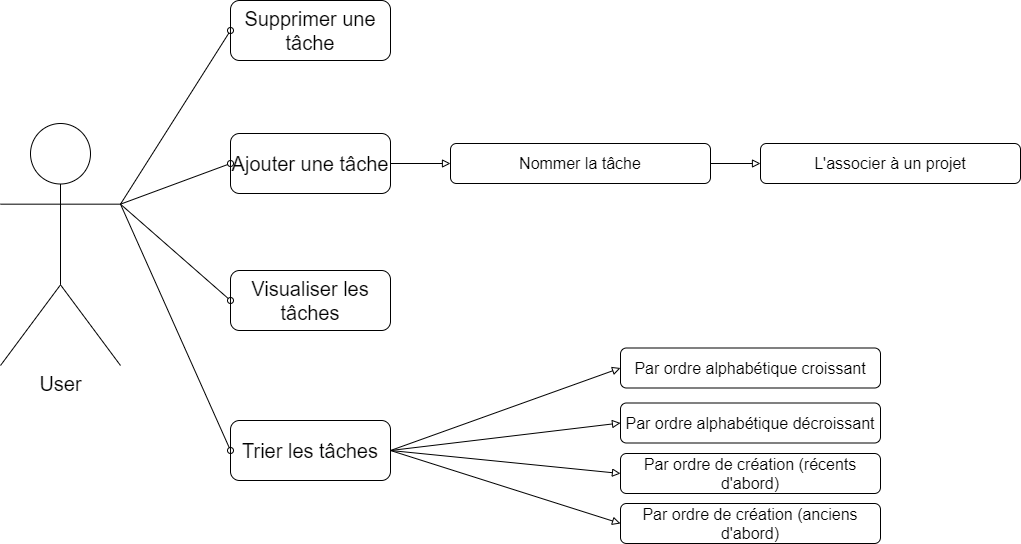 Supprimer une
tâche
Ajouter une tâche
Nommer la tâche
L'associer à un projet
Visualiser les
tâches
User
Trier les tâches
Par ordre alphabétique croissant
Par ordre alphabétique décroissant
Par ordre de création (récents
d'abord)
Par ordre de création (anciens
d'abord)